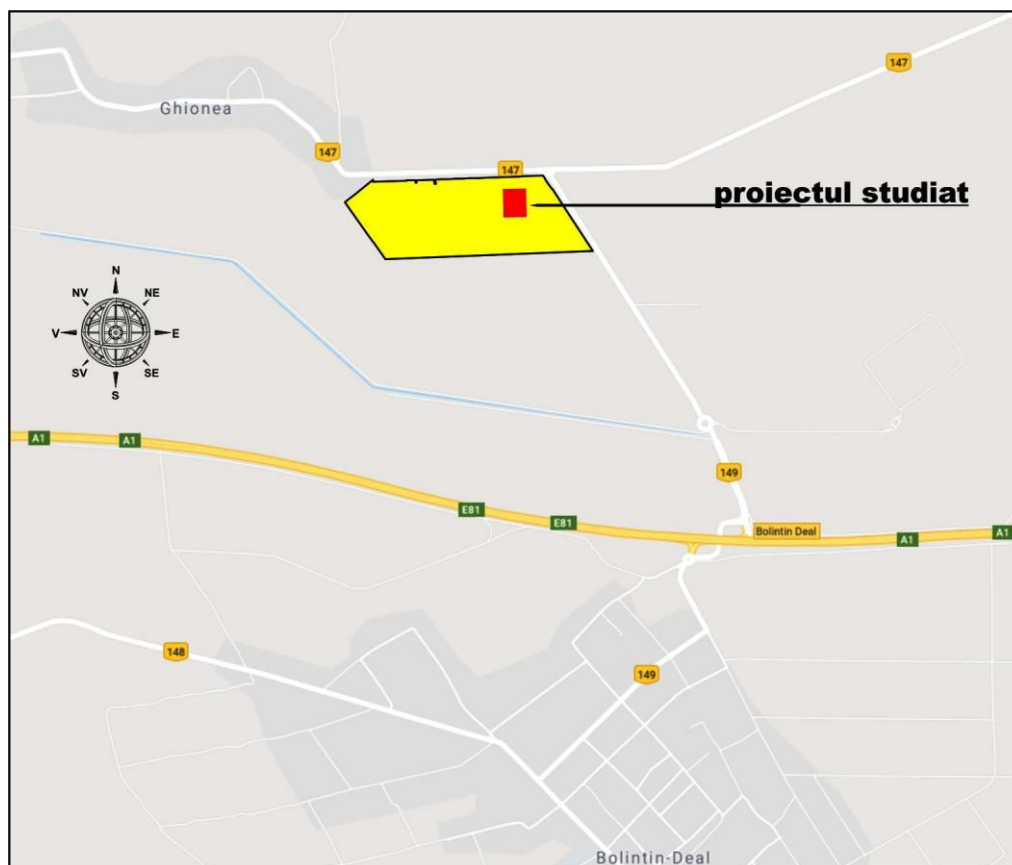 147
Ghionea
147
147
proiectul studiat
N
NV
NE
V
E
SV
SE
S
A1
A1
149
E81
E81
Bolintin Deal
A1
A1
148
149
Bolintin-Deal